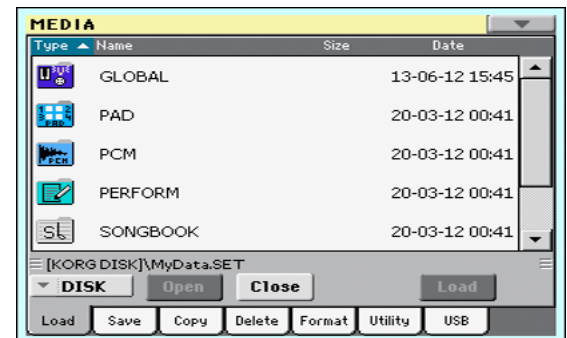 MEDIA
Type Name Size Date
GLOBAL 13-06-12 15:45
PAD 20-03-12 00:41
PCM 20-03-12 00:41
PERFORM 20-03-12 00:41
SONGBOOK 20-03-12 00:41
[KORG DISK]\MyData.SET
DISK Open Close Load
Load Save Copy Delete Format Utility USB